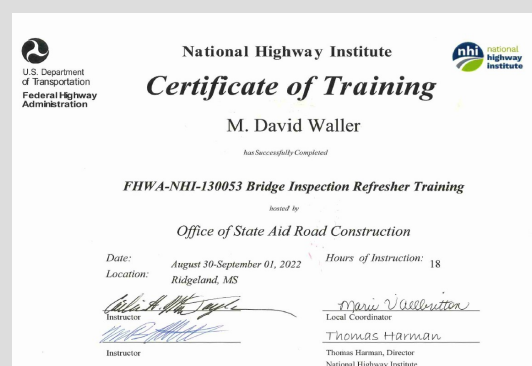 U.S. Department
of Transportation
Federal Highway
Administration
National Highway Institute
nhi national
highway
institute
Certificate of Training
M. David Waller
has Successfully Completed
FHWA-NHI-130053 Bridge Inspection Refresher Training
hosted by
Office of State Aid Road Construction
Date: August 30-September 01, 2022
Hours of Instruction: 18
Location: Ridgeland, MS
Instructor
Local Coordinator
Thomas Harman
Instructor
Thomas Harman, Director
National Highway Institute